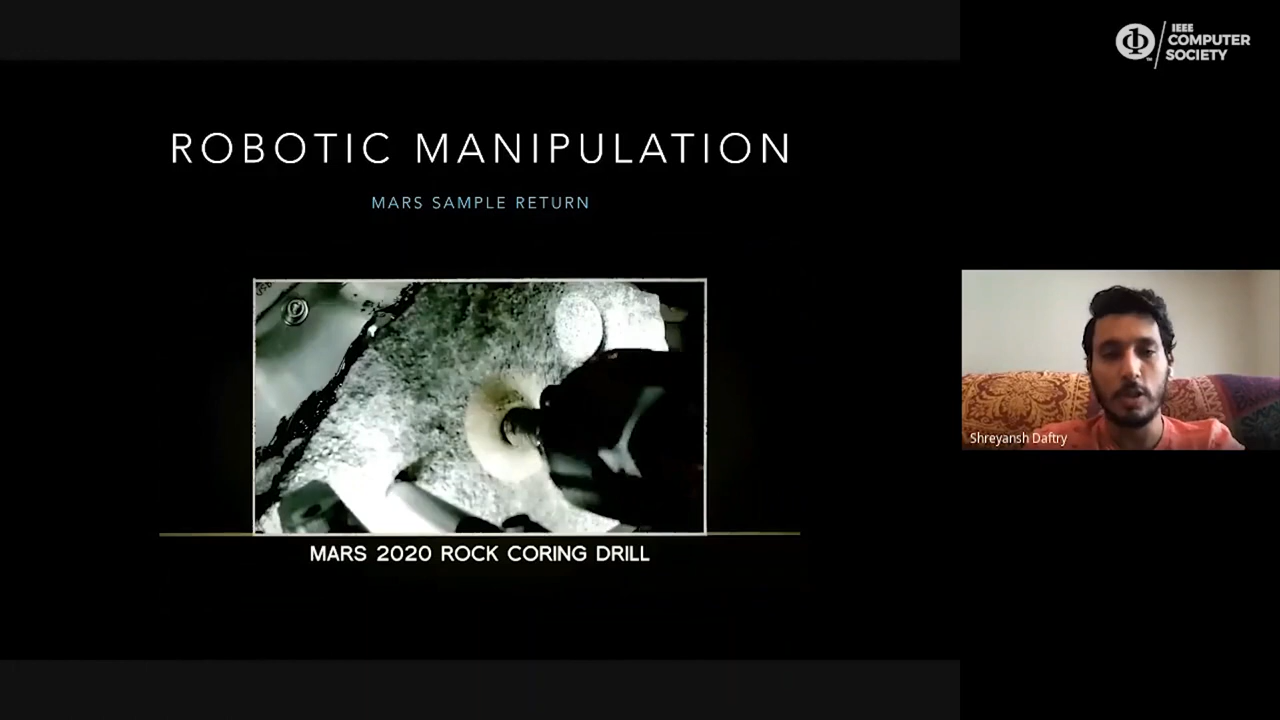 IEEE
COMPUTER
SOCIETY
ROBOTIC MANIPULATION
MARS SAMPLE RETURN
MARS 2020 ROCK CORING DRILL
Shreyansh Daftry